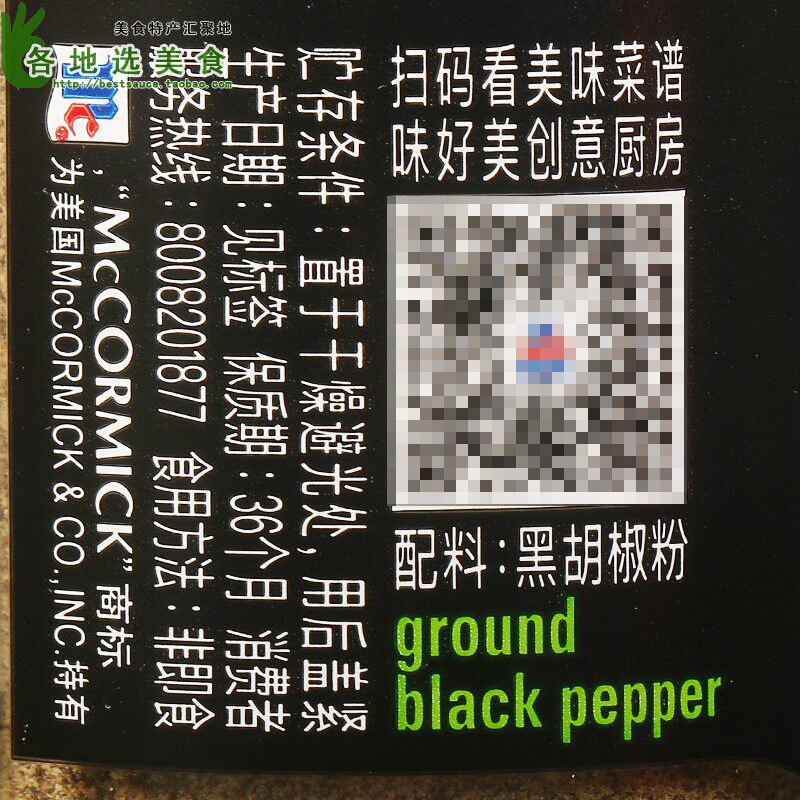 美食特产汇聚地
各地选美食
http://bestsauce.taobao.com
扫码看美味菜谱
味好美创意厨房
配料:黑胡椒粉
ground
black pepper
贮存条件:置于干燥避光处,用后盖紧
生产日期:见标签 保质期:36个月 消费者
服务热线:8008201877 食用方法:非即食
Mc
®
,“McCORMICK”商标
为美国McCORMICK & CO.,INC.持有